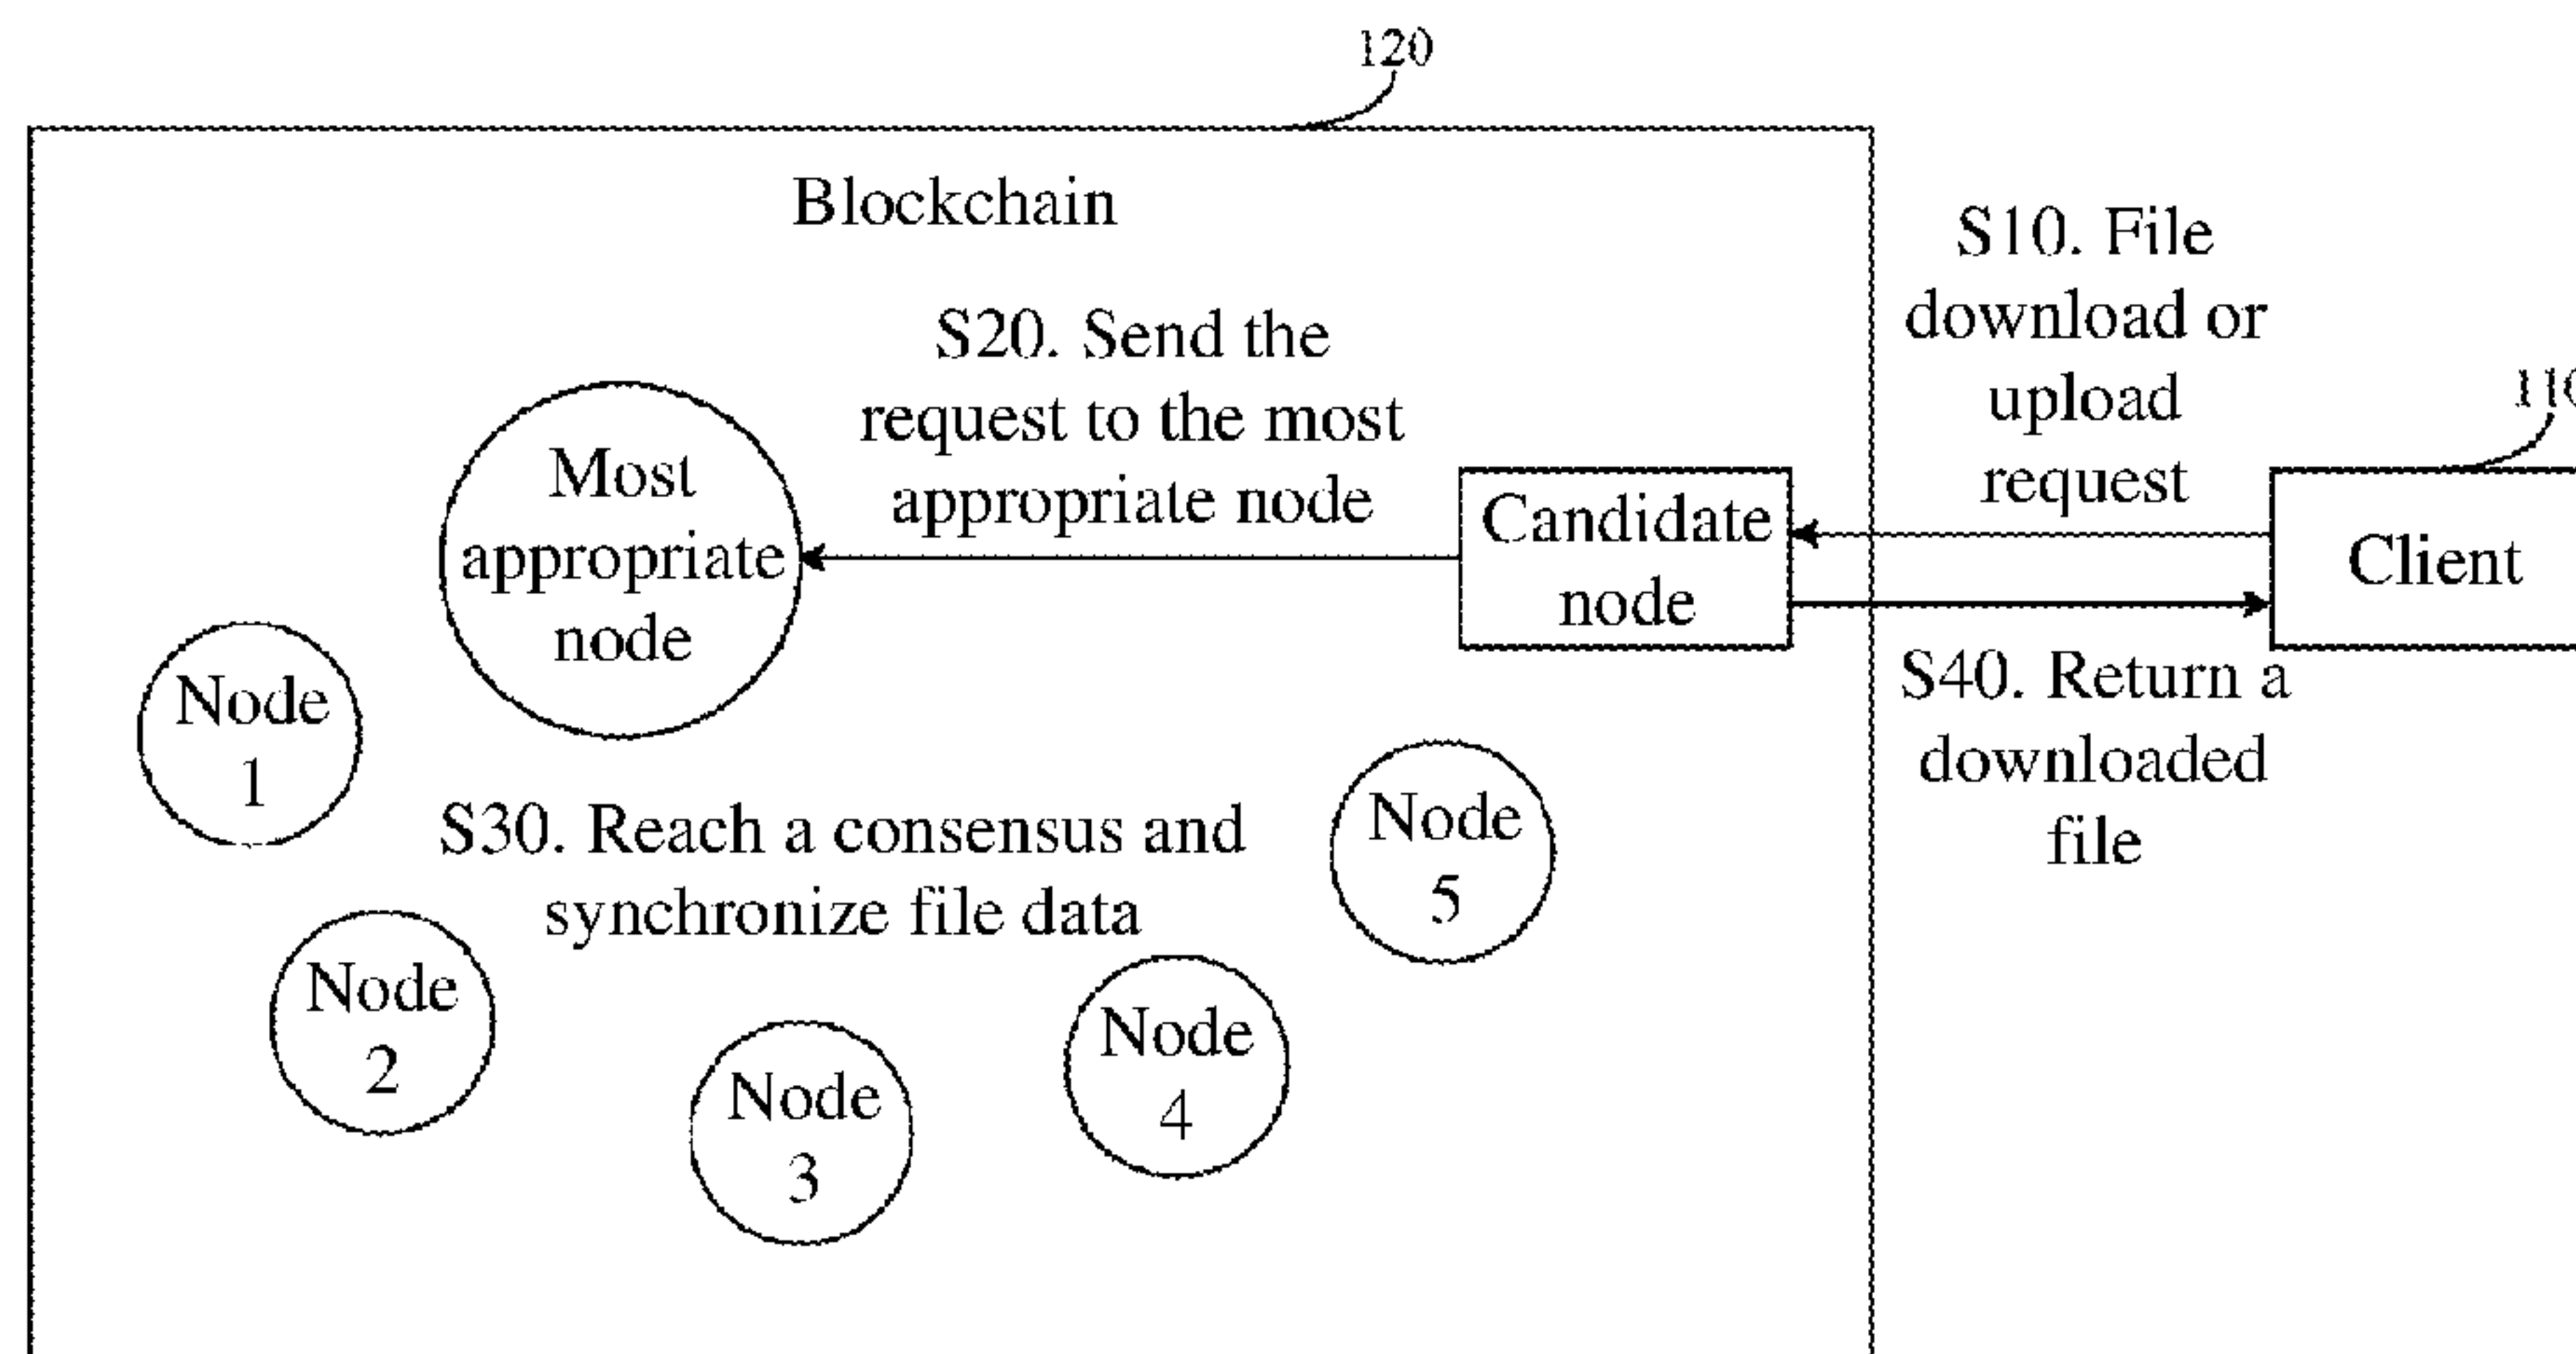 120
Blockchain
S10. File
download or
upload
request
110
S20. Send the
request to the most
appropriate node
Most
appropriate
node
Candidate
node
Client
S40. Return a
downloaded
file
Node
1
S30. Reach a consensus and
synchronize file data
Node
5
Node
2
Node
4
Node
3